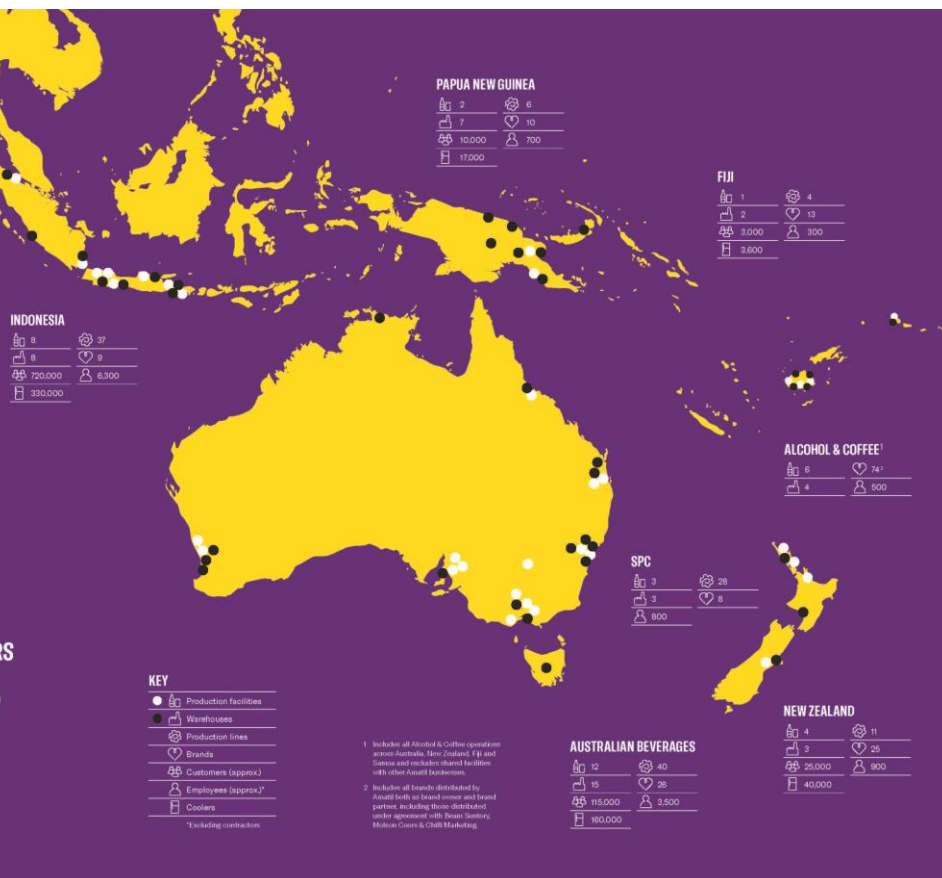 PAPUA NEW GUINEA
2 6
7 10
10,000 700
17,000
FIJI
1 4
2 13
3,000 300
3,600
INDONESIA
8 37
8 9
720,000 6,300
330,000
ALCOHOL & COFFEE¹
6 74²
4 500
SPC
3 28
3 8
800
RS
KEY
Production facilities
Warehouses
Production lines
Brands
Customers (approx.)
Employees (approx.)*
Coolers
*Excluding contractors
1 Includes all Alcohol & Coffee operations
across Australia, New Zealand, Fiji and
Samoa and excludes shared facilities
with other Amatil businesses.
2 Includes all brands distributed by
Amatil both as brand owner and brand
partner, including those distributed
under agreement with Beam Suntory,
Molson Coors & Chilli Marketing.
AUSTRALIAN BEVERAGES
12 40
15 26
115,000 3,500
160,000
NEW ZEALAND
4 11
3 25
25,000 900
40,000